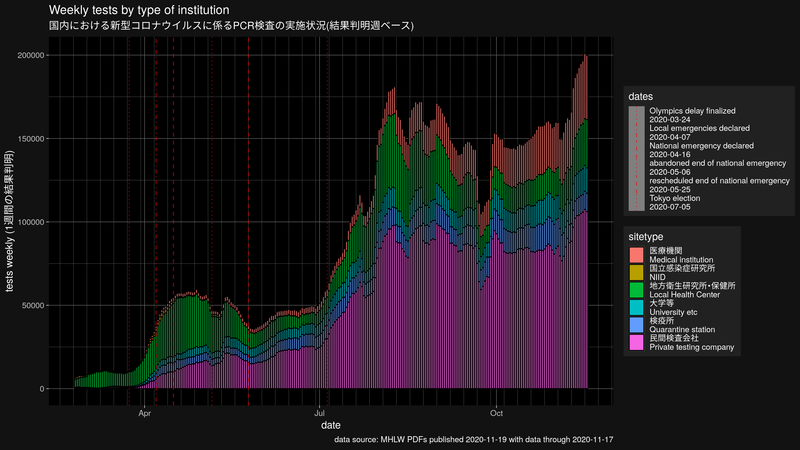 Weekly tests by type of institution
国内における新型コロナウイルスに係るPCR検査の実施状況(結果判明週ベース)
tests weekly (1週間の結果判明)
200000
150000
100000
50000
0
Apr
Jul
Oct
date
dates
Olympics delay finalized
2020-03-24
Local emergencies declared
2020-04-07
National emergency declared
2020-04-16
abandoned end of national emergency
2020-05-06
rescheduled end of national emergency
2020-05-25
Tokyo election
2020-07-05
sitetype
医療機関
Medical institution
国立感染症研究所
NIID
地方衛生研究所・保健所
Local Health Center
大学等
University etc
検疫所
Quarantine station
民間検査会社
Private testing company
data source: MHLW PDFs published 2020-11-19 with data through 2020-11-17